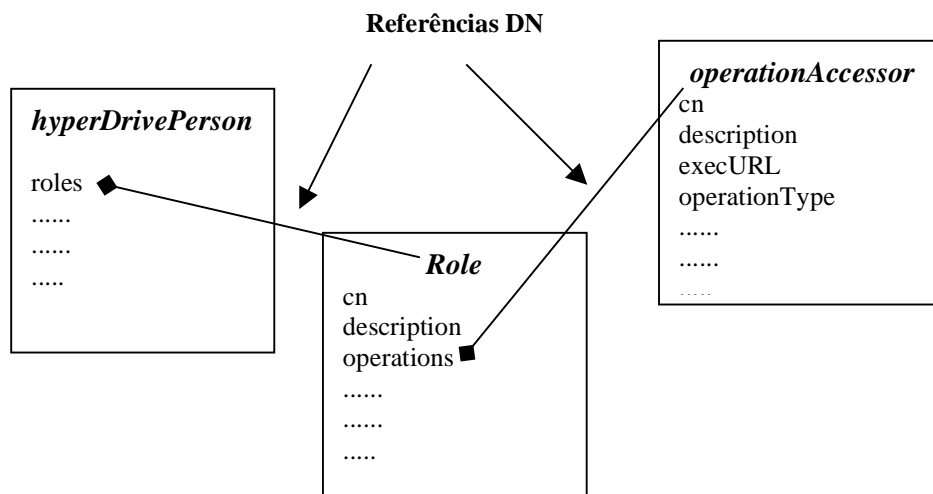 Referências DN
hyperDrivePerson
roles
......
......
.....
Role
cn
description
operations
......
......
.....
operationAccessor
cn
description
execURL
operationType
......
......
.....